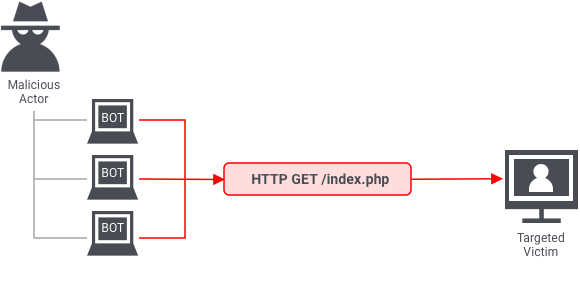 Malicious
Actor
BOT
BOT
BOT
HTTP GET /index.php
Targeted
Victim